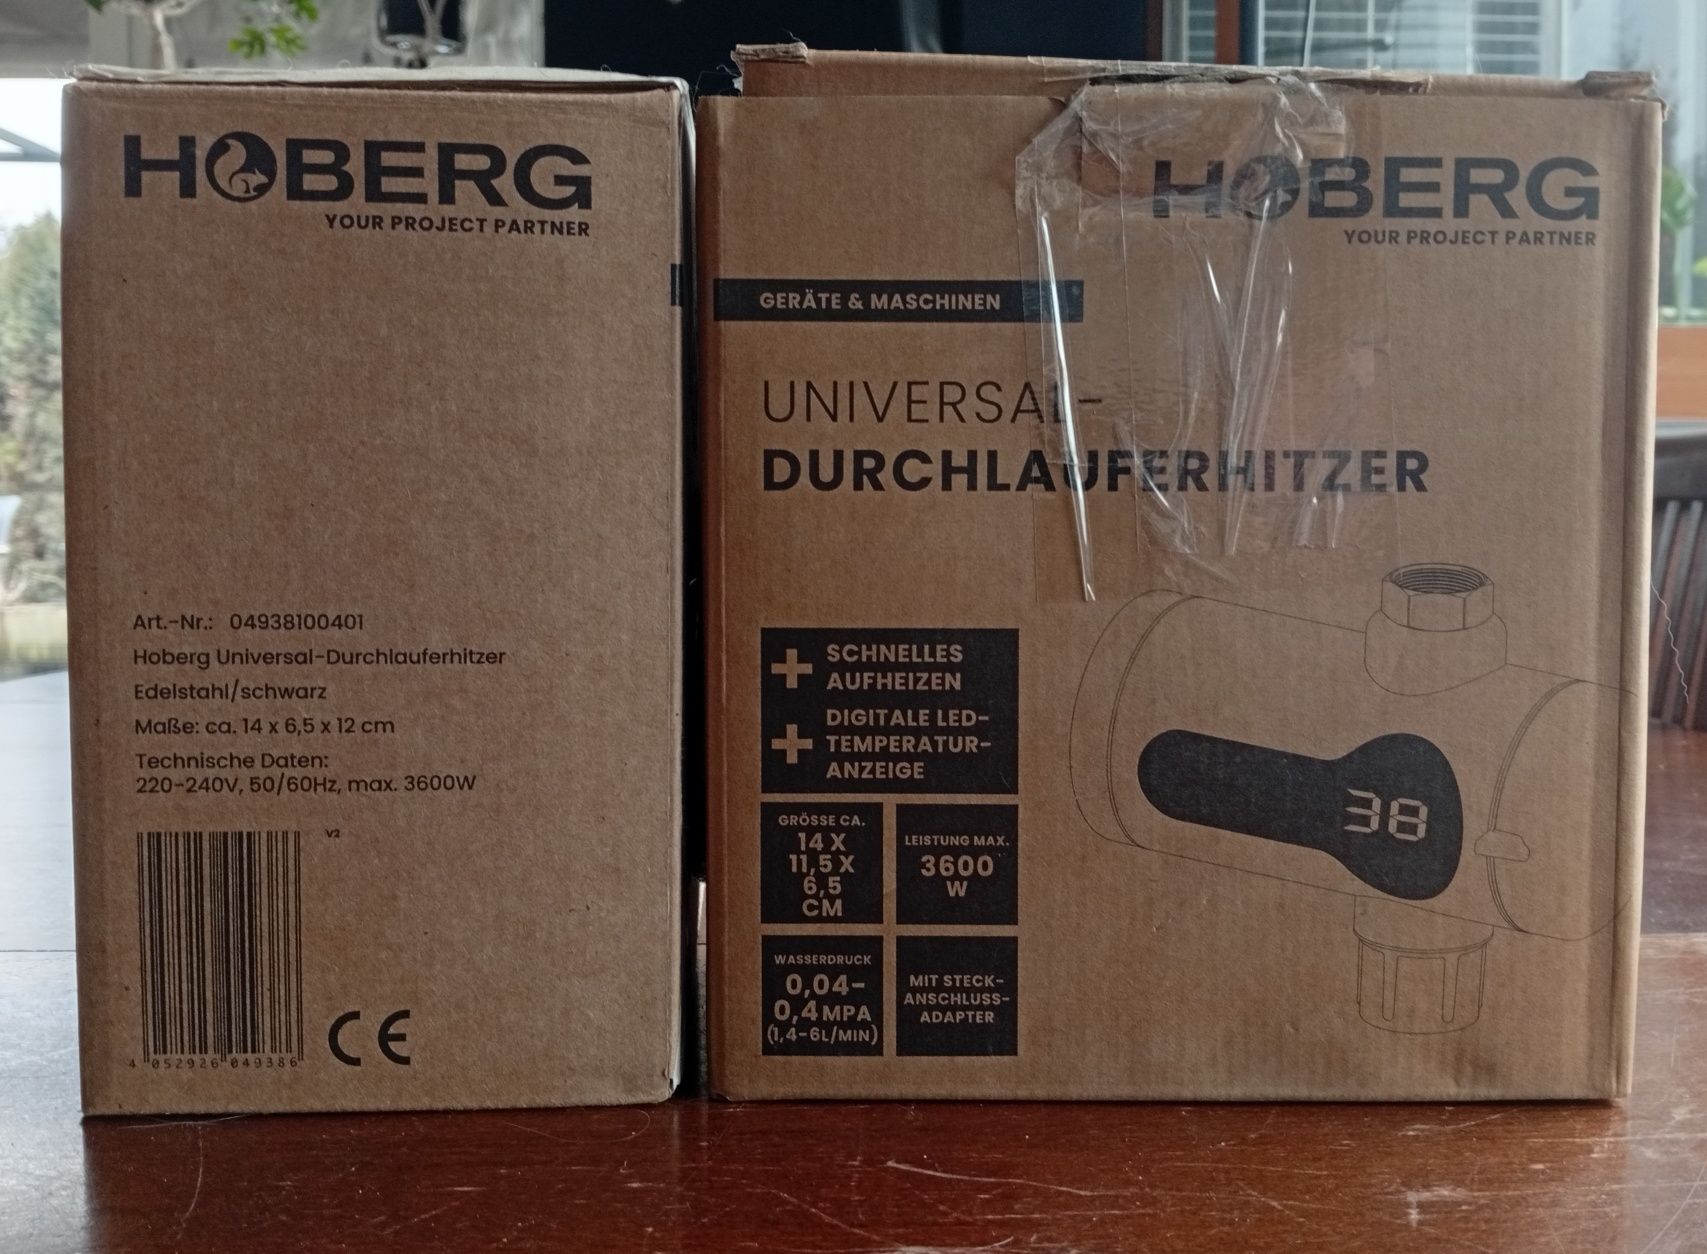 HOBERG
YOUR PROJECT PARTNER
Art.-Nr.: 04938100401
Hoberg Universal-Durchlauferhitzer
Edelstahl/schwarz
Maße: ca. 14 x 6,5 x 12 cm
Technische Daten:
220-240V, 50/60Hz, max. 3600W
V2
4 052926 049386
CE
HOBERG
YOUR PROJECT PARTNER
GERÄTE & MASCHINEN
UNIVERSAL-
DURCHLAUFERHITZER
+ SCHNELLES
AUFHEIZEN
+ DIGITALE LED-
TEMPERATUR-
ANZEIGE
GRÖSSE CA.
14 X
11,5 X
6,5
CM
LEISTUNG MAX.
3600
W
WASSERDRUCK
0,04-
0,4 MPA
(1,4-6L/MIN)
MIT STECK-
ANSCHLUSS-
ADAPTER
38